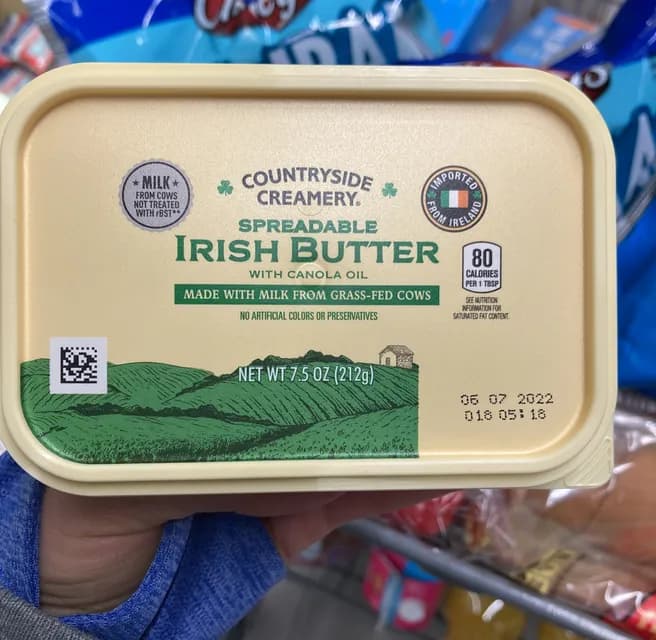 ★ MILK ★
FROM COWS
NOT TREATED
WITH rBST**
COUNTRYSIDE
CREAMERY®
IMPORTED
FROM IRELAND
SPREADABLE
IRISH BUTTER
WITH CANOLA OIL
MADE WITH MILK FROM GRASS-FED COWS
NO ARTIFICIAL COLORS OR PRESERVATIVES
80
CALORIES
PER 1 TBSP
SEE NUTRITION
INFORMATION FOR
SATURATED FAT CONTENT.
NET WT 7.5 OZ (212g)
06 07 2022
018 05:18